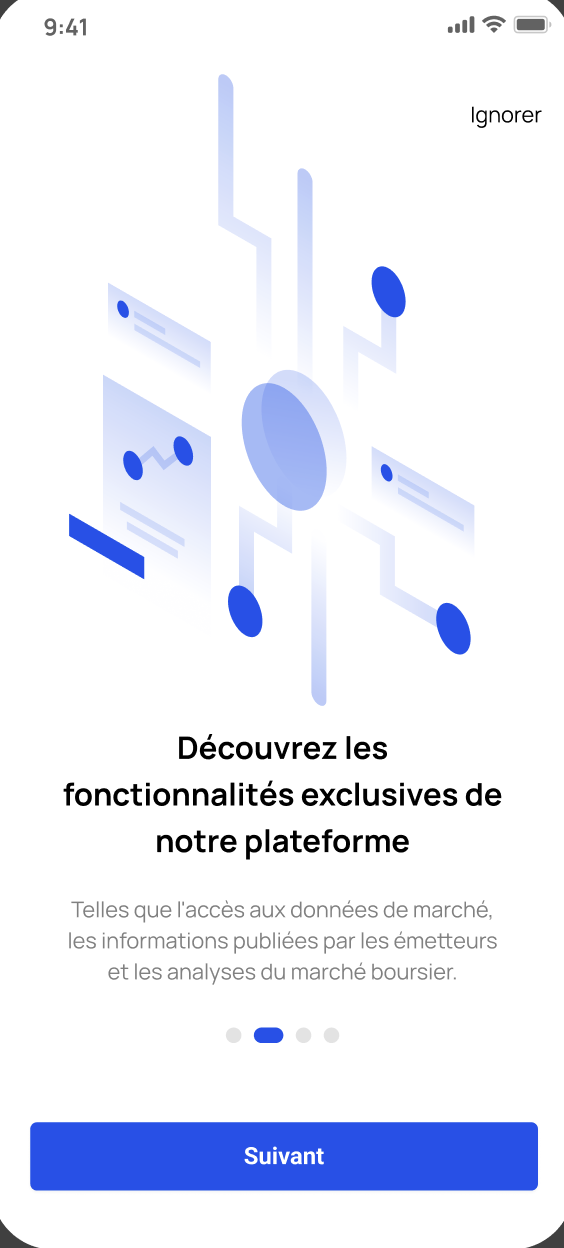 9:41
Ignorer
Découvrez les
fonctionnalités exclusives de
notre plateforme
Telles que l'accès aux données de marché,
les informations publiées par les émetteurs
et les analyses du marché boursier.
Suivant